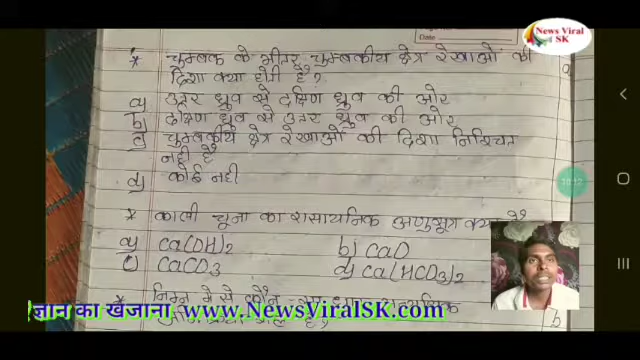 News Viral
SK
Date
* चुम्बक के भीतर चुम्बकीय क्षेत्र रेखाओं की
दिशा क्या होती है?
a) उत्तर ध्रुव से दक्षिण ध्रुव की ओर
b) दक्षिण ध्रुव से उत्तर ध्रुव की ओर
c) चुम्बकीय क्षेत्र रेखाओं की दिशा निश्चित
नहीं है
d) कोई नहीं
* काली चूना का रासायनिक अणुसूत्र क्या है?
a) Ca(OH)2 b) CaO
c) CaCO3 d) Ca(HCO3)2
* निम्न में से कौन
ज्ञान का खजाना. www.NewsViralSK.com
b